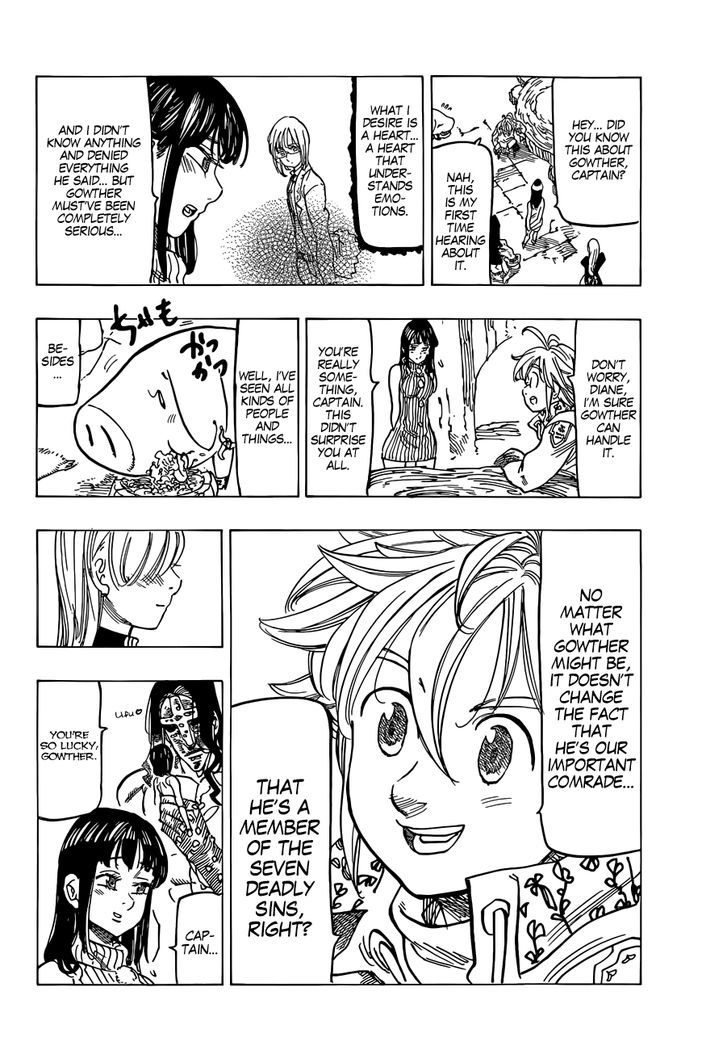 HEY... DID
YOU KNOW
THIS ABOUT
GOWTHER,
CAPTAIN?
NAH,
THIS
IS MY
FIRST
TIME
HEARING
ABOUT
IT.
WHAT I
DESIRE IS
A HEART...
A HEART
THAT
UNDER-
STANDS
EMO-
TIONS.
AND I DIDN'T
KNOW ANYTHING
AND DENIED
EVERYTHING
HE SAID... BUT
GOWTHER
MUST'VE BEEN
COMPLETELY
SERIOUS...
DON'T
WORRY,
DIANE,
I'M SURE
GOWTHER
CAN
HANDLE
IT.
YOU'RE
REALLY
SOME-
THING,
CAPTAIN.
THIS
DIDN'T
SURPRISE
YOU AT
ALL.
WELL, I'VE
SEEN ALL
KINDS OF
PEOPLE
AND
THINGS...
BE-
SIDES
...
NO
MATTER
WHAT
GOWTHER
MIGHT BE,
IT DOESN'T
CHANGE
THE FACT
THAT
HE'S OUR
IMPORTANT
COMRADE...
THAT
HE'S A
MEMBER
OF THE
SEVEN
DEADLY
SINS,
RIGHT?
YOU'RE
SO LUCKY,
GOWTHER.
CAP-
TAIN...